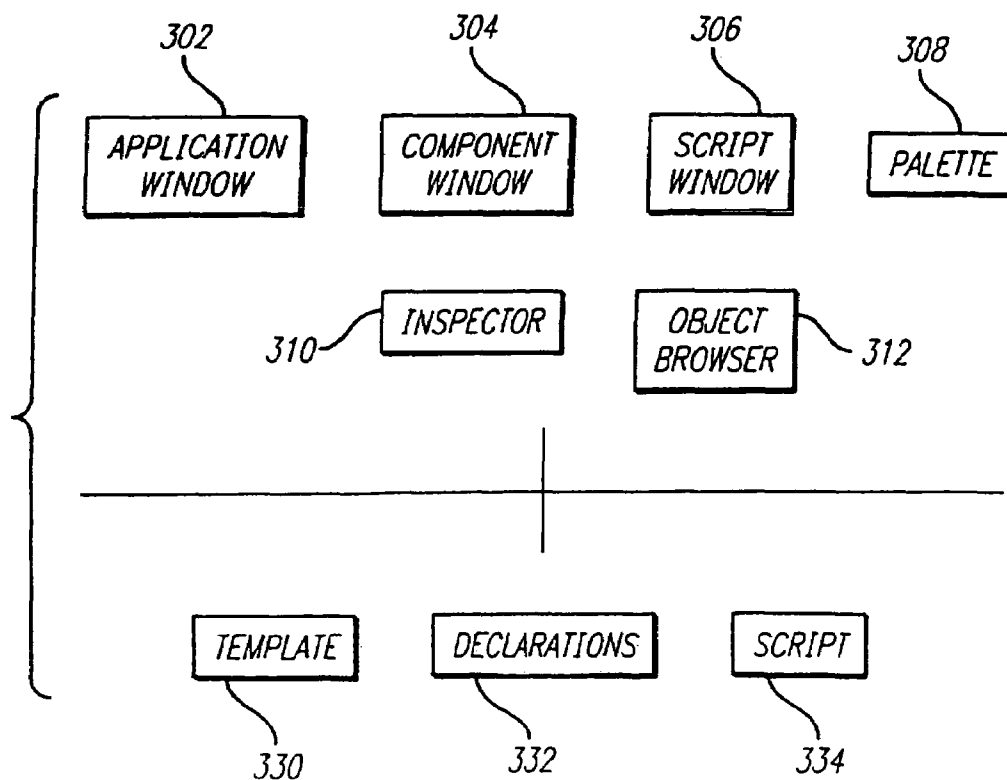 302
304
306
308
APPLICATION
WINDOW
COMPONENT
WINDOW
SCRIPT
WINDOW
PALETTE
310
INSPECTOR
OBJECT
BROWSER
312
TEMPLATE
DECLARATIONS
SCRIPT
330
332
334